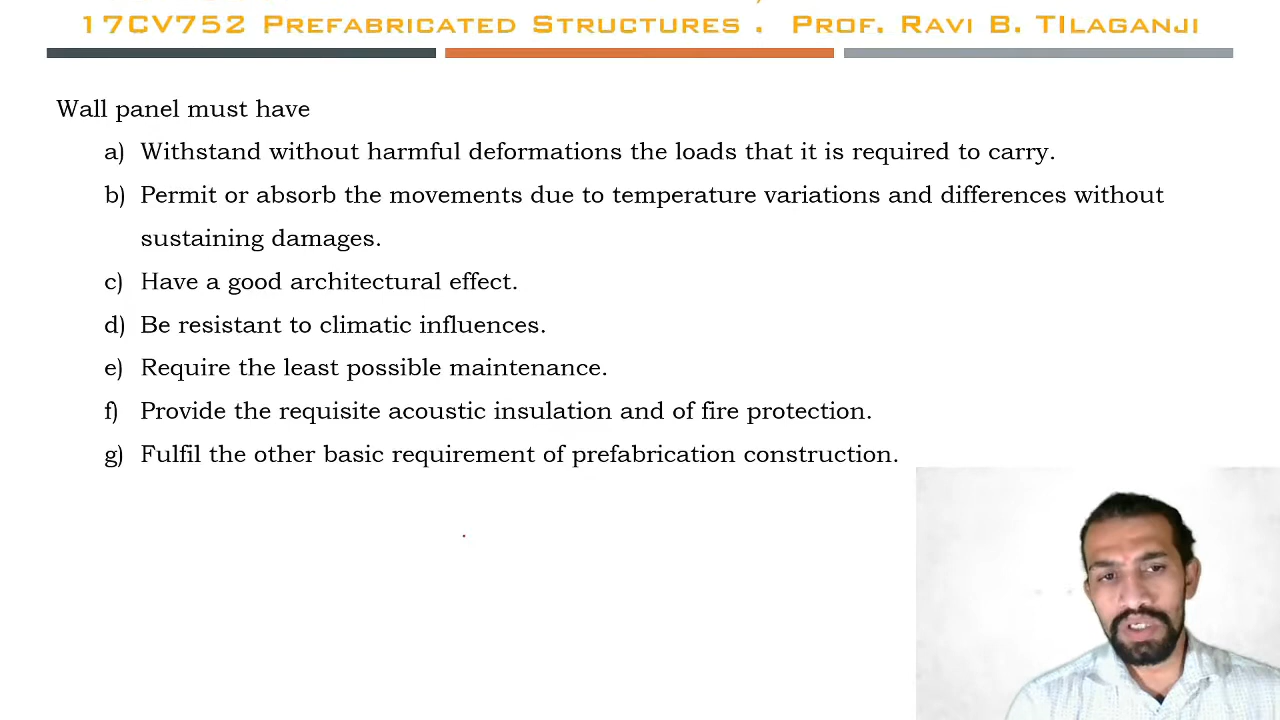 17CV752 PREFABRICATED STRUCTURES . PROF. RAVI B. TILAGANJI
Wall panel must have
a) Withstand without harmful deformations the loads that it is required to carry.
b) Permit or absorb the movements due to temperature variations and differences without
sustaining damages.
c) Have a good architectural effect.
d) Be resistant to climatic influences.
e) Require the least possible maintenance.
f) Provide the requisite acoustic insulation and of fire protection.
g) Fulfil the other basic requirement of prefabrication construction.